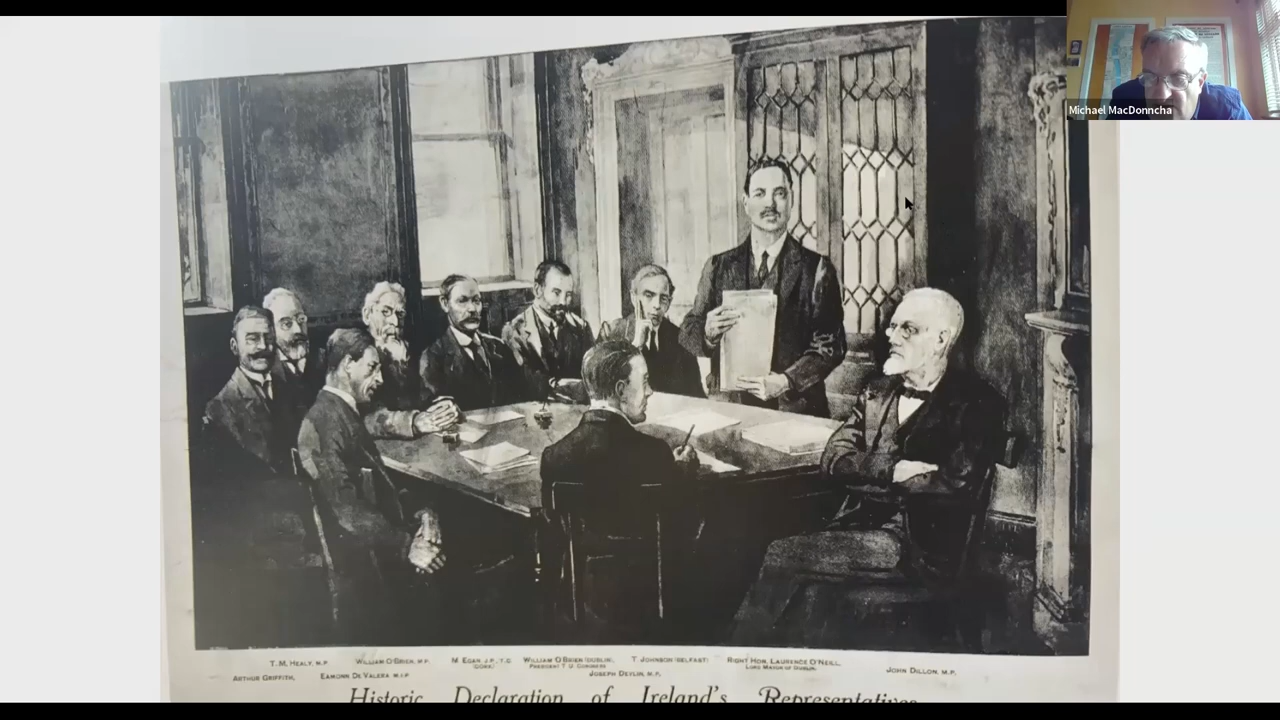 Michael MacDonncha
T. M. HEALY, M.P.
WILLIAM O'BRIEN, M.P.
M. EGAN, J.P., T.C.
(CORK)
WILLIAM O'BRIEN (DUBLIN),
PRESIDENT T. U. CONGRESS
T. JOHNSON (BELFAST)
RIGHT HON. LAURENCE O'NEILL,
LORD MAYOR OF DUBLIN.
JOHN DILLON, M.P.
ARTHUR GRIFFITH,
EAMONN DE VALERA, M.P.
JOSEPH DEVLIN, M.P.
Historic Declaration of Ireland's Representatives